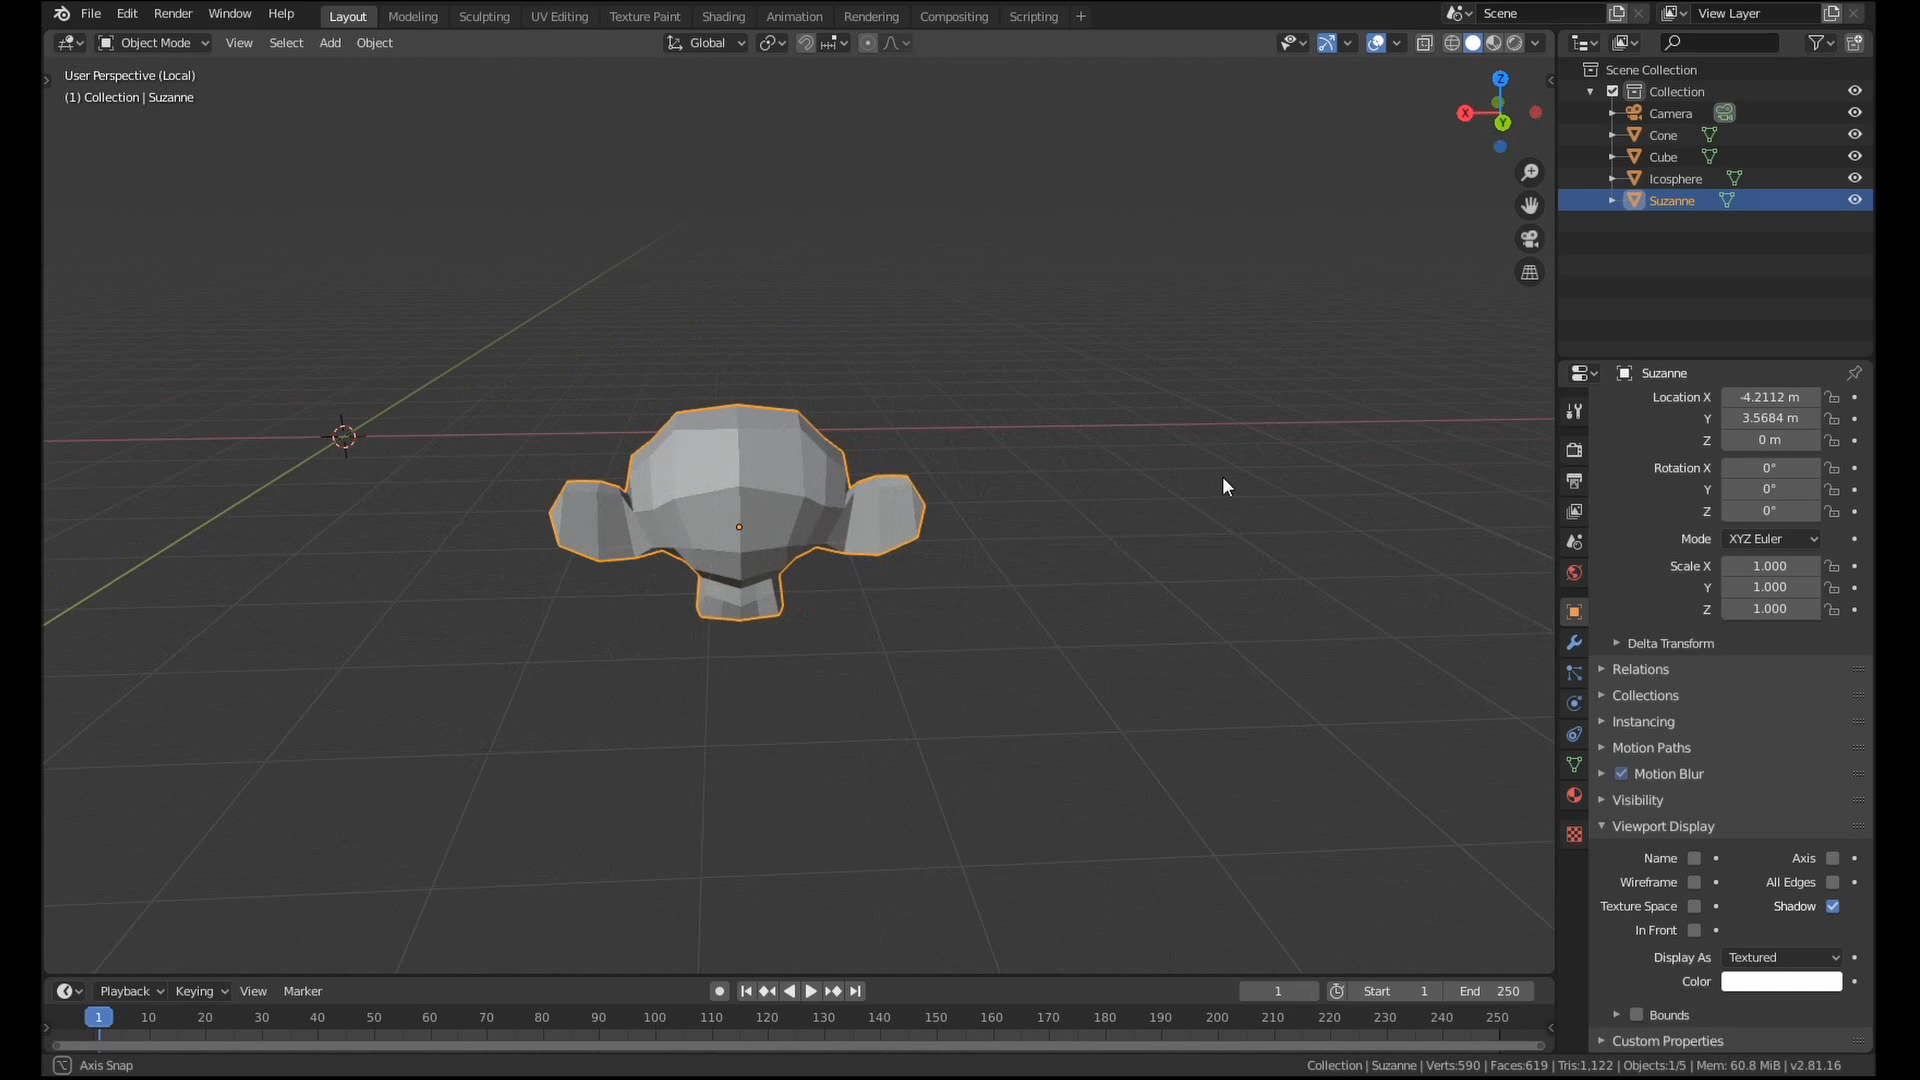 File Edit Render Window Help Layout Modeling Sculpting UV Editing Texture Paint Shading Animation Rendering Compositing Scripting + Scene View Layer
Object Mode View Select Add Object Global
User Perspective (Local)
(1) Collection | Suzanne
Z
X
Y
Scene Collection
Collection
Camera
Cone
Cube
Icosphere
Suzanne
Suzanne
Location X -4.2112 m
Y 3.5684 m
Z 0 m
Rotation X 0°
Y 0°
Z 0°
Mode XYZ Euler
Scale X 1.000
Y 1.000
Z 1.000
Delta Transform
Relations
Collections
Instancing
Motion Paths
Motion Blur
Visibility
Viewport Display
Name Axis
Wireframe All Edges
Texture Space Shadow
In Front
Display As Textured
Color
Bounds
Custom Properties
Playback Keying View Marker 1 Start 1 End 250
1 10 20 30 40 50 60 70 80 90 100 110 120 130 140 150 160 170 180 190 200 210 220 230 240 250
Axis Snap
Collection | Suzanne | Verts:590 | Faces:619 | Tris:1,122 | Objects:1/5 | Mem: 60.8 MiB | v2.81.16